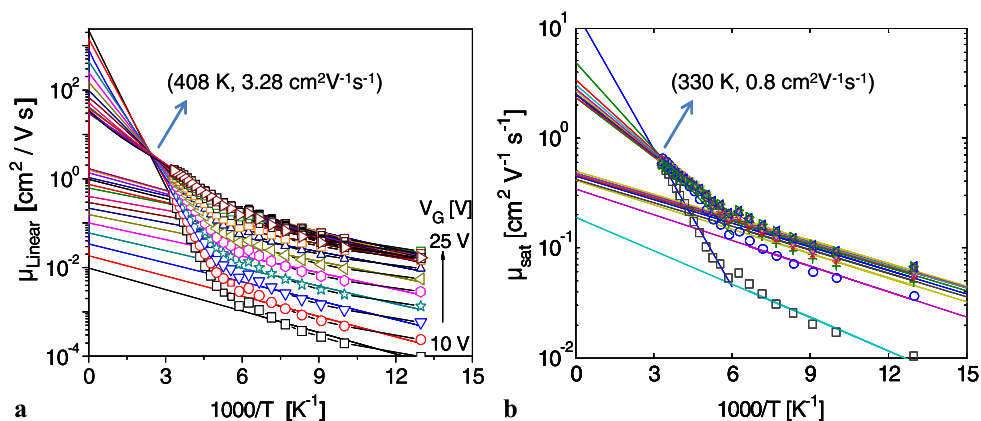 (408 K, 3.28 cm²V⁻¹s⁻¹)
μLinear [cm² / V s]
10²
10⁰
10⁻²
10⁻⁴
V_G [V]
25 V
10 V
0 3 6 9 12 15
1000/T [K⁻¹]
a
(330 K, 0.8 cm²V⁻¹s⁻¹)
μsat [cm² V⁻¹ s⁻¹]
10¹
10⁰
10⁻¹
10⁻²
0 3 6 9 12 15
1000/T [K⁻¹]
b